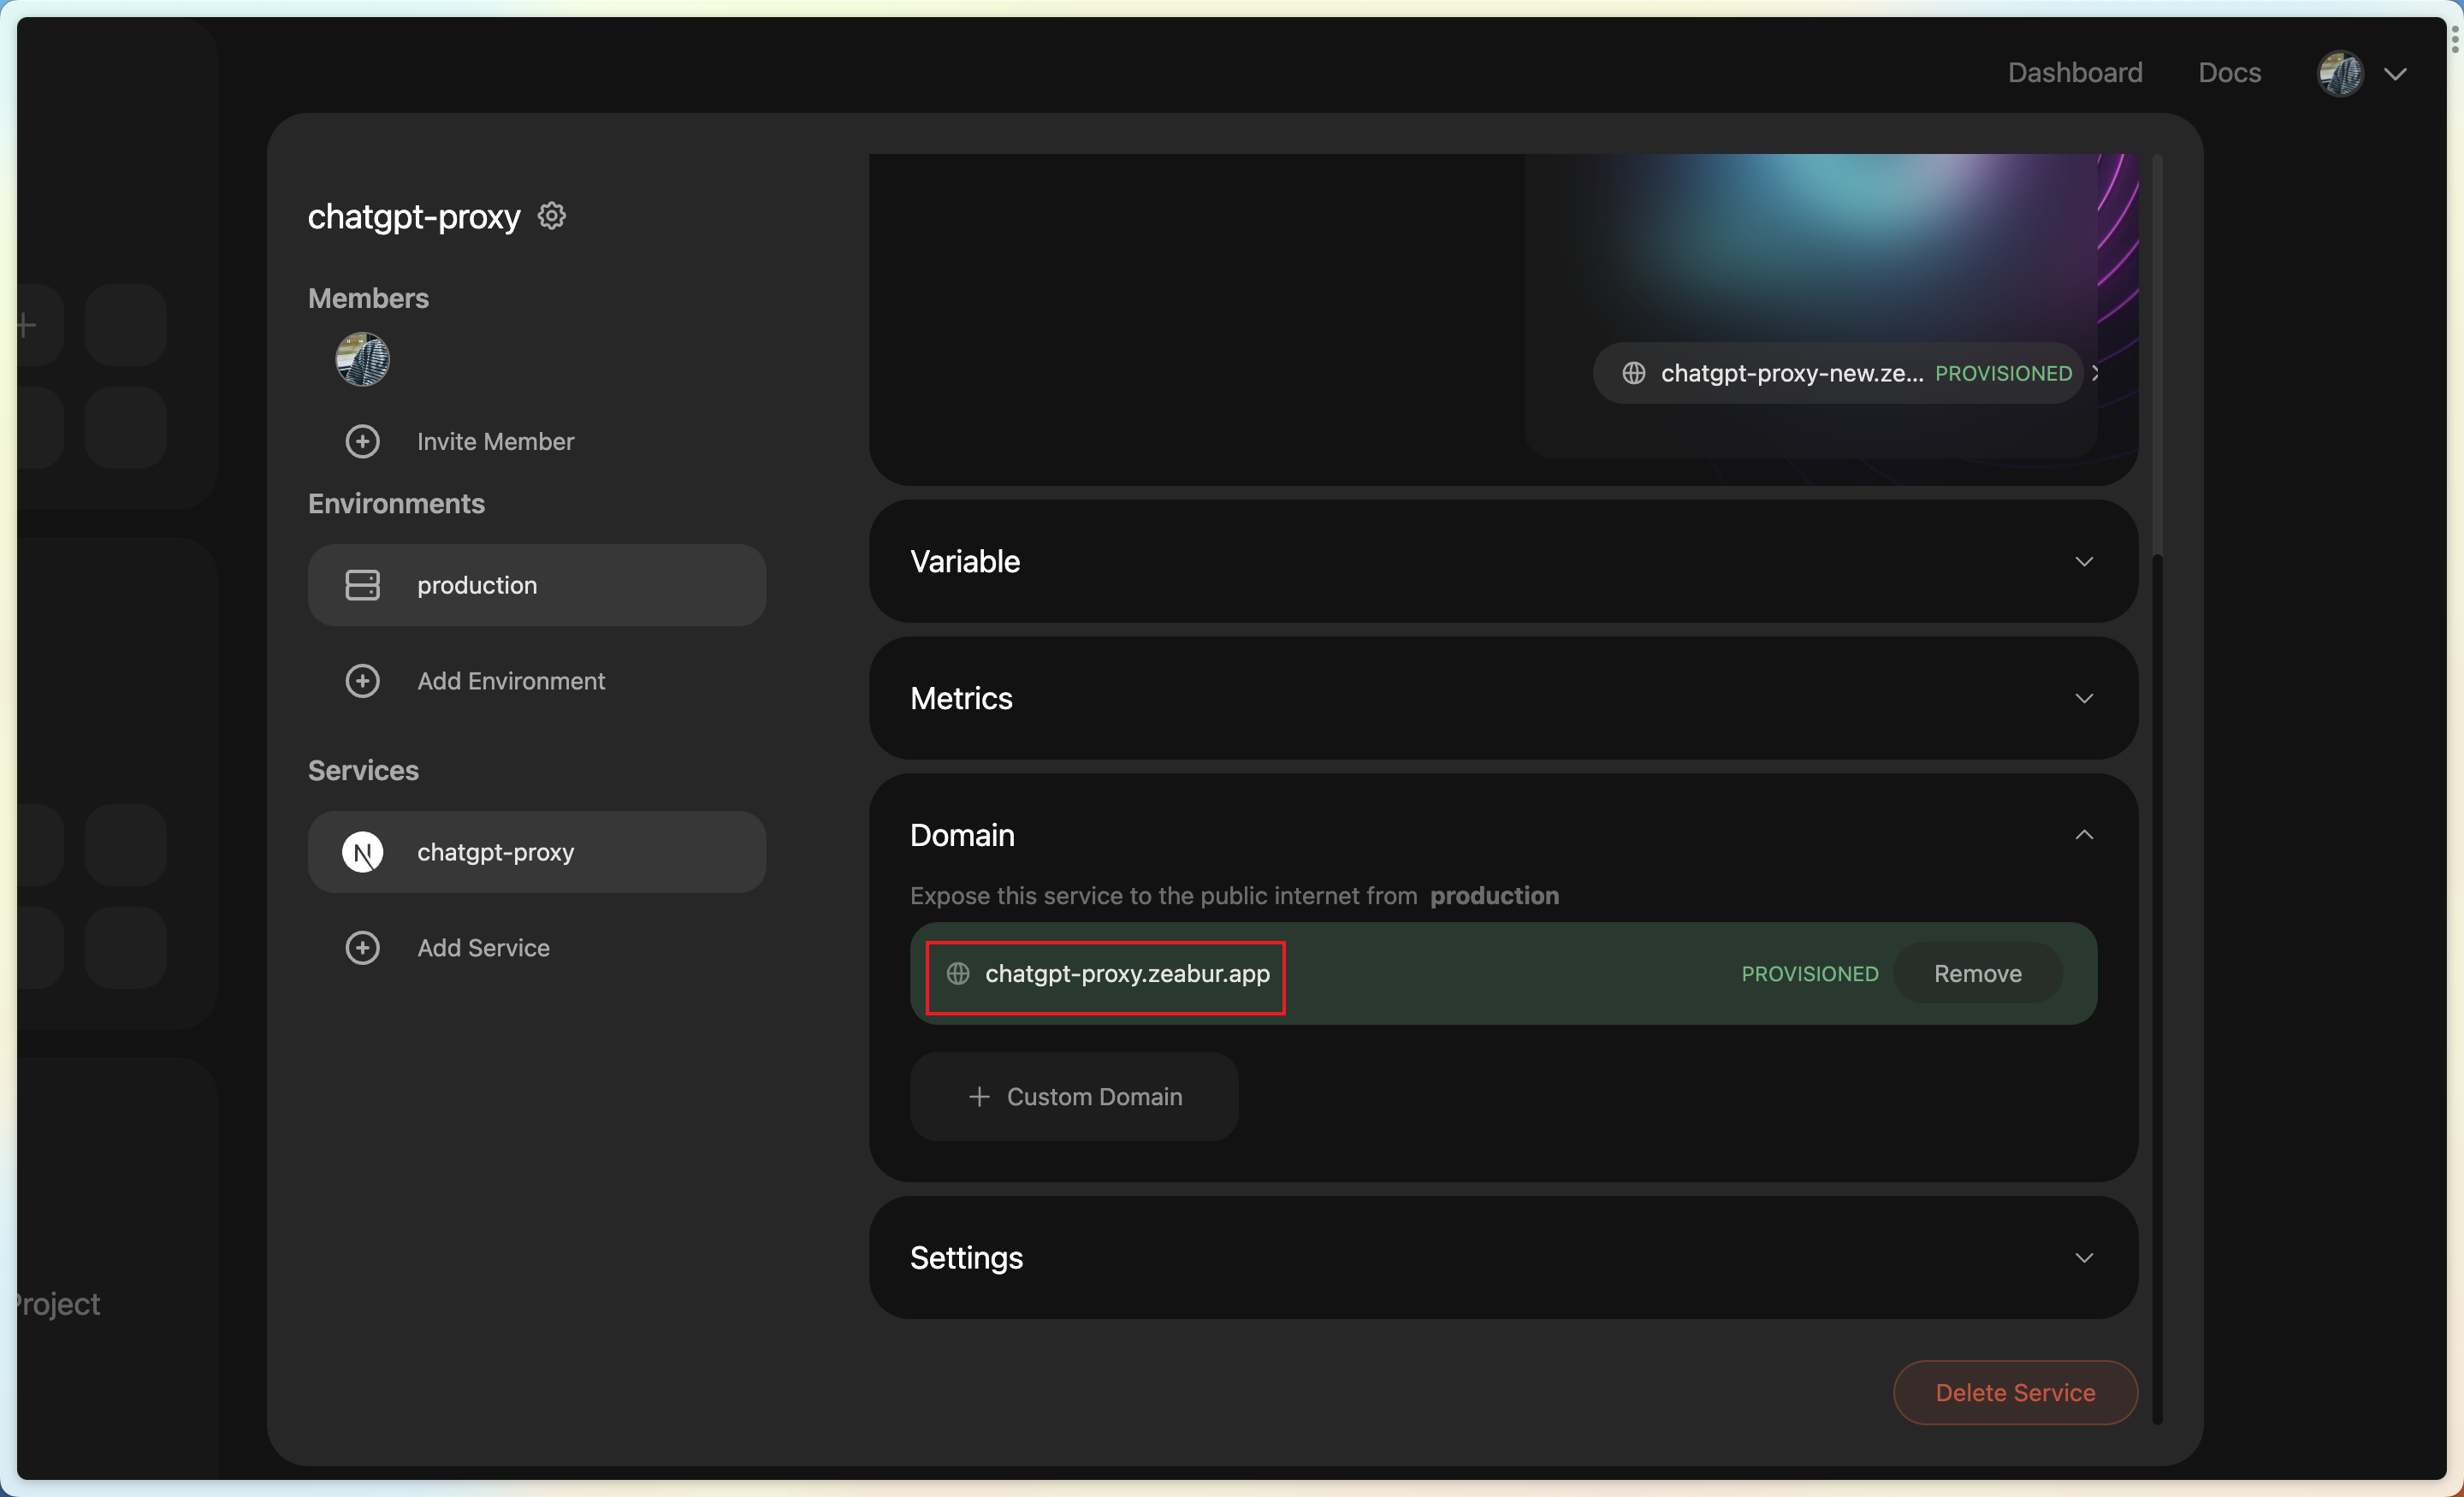 Dashboard
Docs
chatgpt-proxy
Members
Invite Member
Environments
production
Add Environment
Services
chatgpt-proxy
Add Service
Project
chatgpt-proxy-new.ze... PROVISIONED
Variable
Metrics
Domain
Expose this service to the public internet from production
chatgpt-proxy.zeabur.app
PROVISIONED
Remove
Custom Domain
Settings
Delete Service